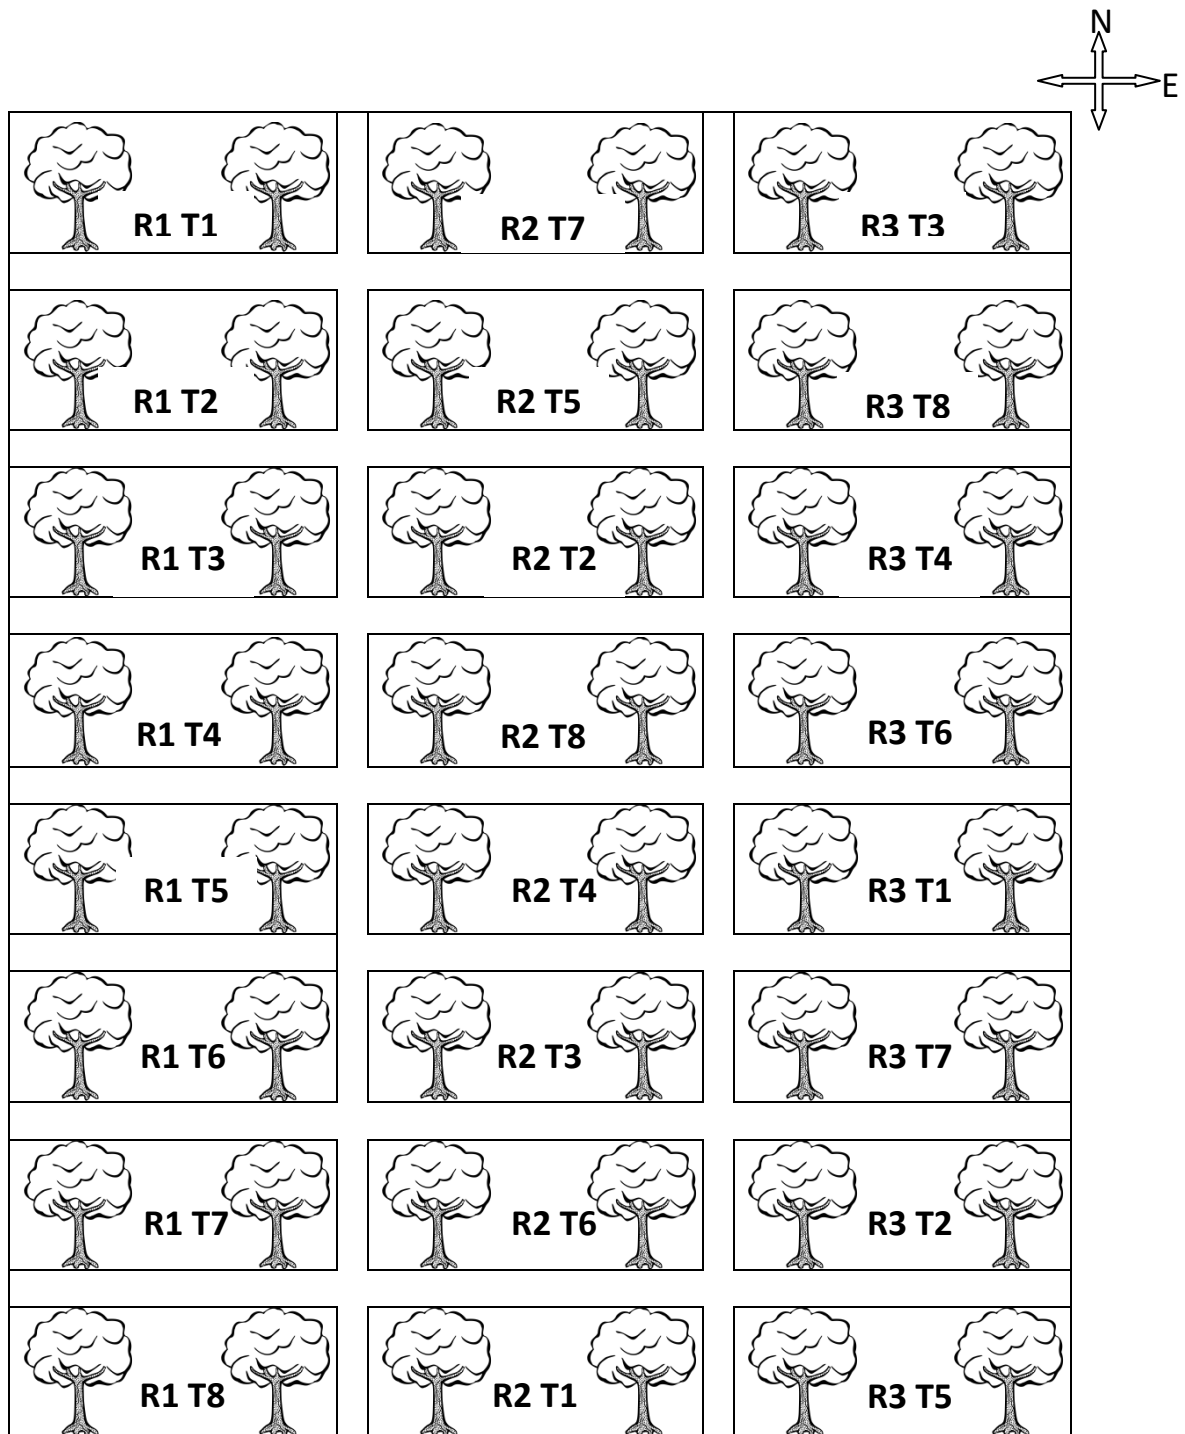 N
E
R1 T1
R2 T7
R3 T3
R1 T2
R2 T5
R3 T8
R1 T3
R2 T2
R3 T4
R1 T4
R2 T8
R3 T6
R1 T5
R2 T4
R3 T1
R1 T6
R2 T3
R3 T7
R1 T7
R2 T6
R3 T2
R1 T8
R2 T1
R3 T5